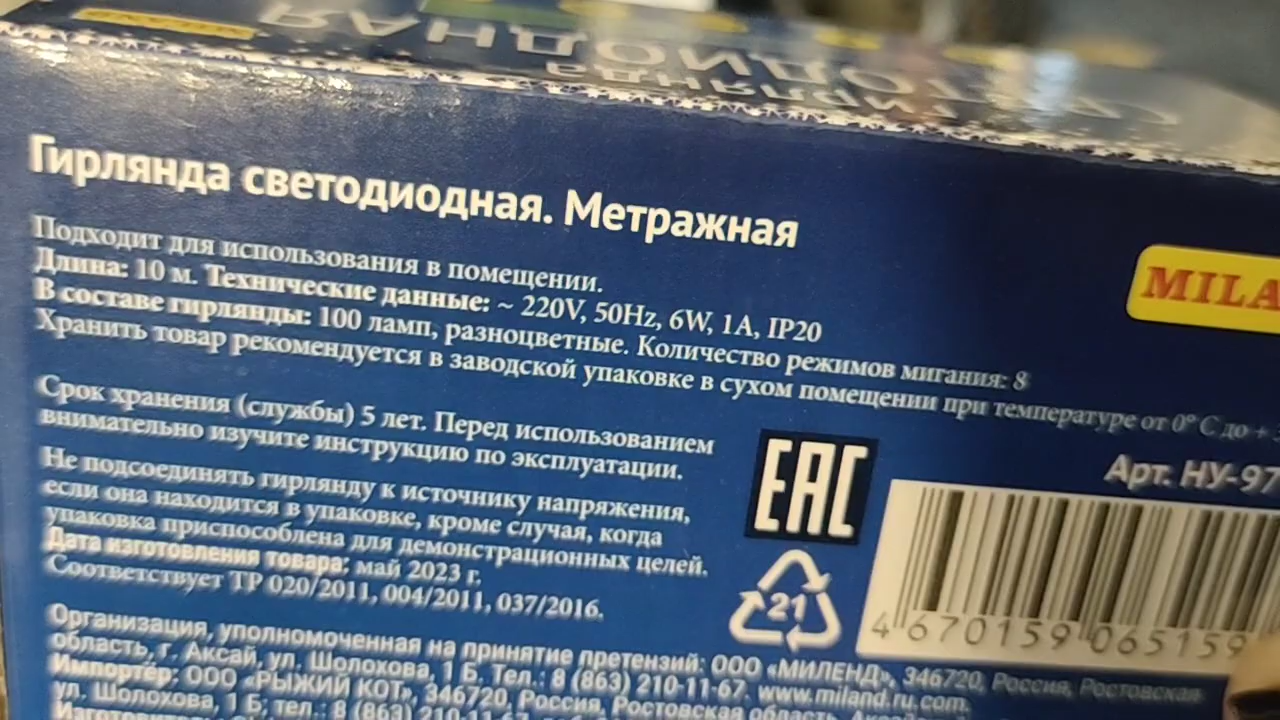 Гирлянда светодиодная. Метражная
Подходит для использования в помещении.
Длина: 10 м. Технические данные: ~ 220V, 50Hz, 6W, 1A, IP20
В составе гирлянды: 100 ламп, разноцветные. Количество режимов мигания: 8
Хранить товар рекомендуется в заводской упаковке в сухом помещении при температуре от 0° С до +
MILA
Срок хранения (службы) 5 лет. Перед использованием
внимательно изучите инструкцию по эксплуатации.
Не подсоединять гирлянду к источнику напряжения,
если она находится в упаковке, кроме случая, когда
упаковка приспособлена для демонстрационных целей.
Дата изготовления товара: май 2023 г.
Соответствует ТР 020/2011, 004/2011, 037/2016.
EAC
21
Арт. НУ-97
4 670159 065159
Организация, уполномоченная на принятие претензий: ООО «МИЛЕНД», 346720, Россия, Ростовская
область, г. Аксай, ул. Шолохова, 1 Б. Тел.: 8 (863) 210-11-67. www.miland.ru.com.
Импортёр: ООО «РЫЖИЙ КОТ», 346720, Россия, Ростовская область,
ул. Шолохова, 1 Б; тел.: 8 (863) 210-11-67